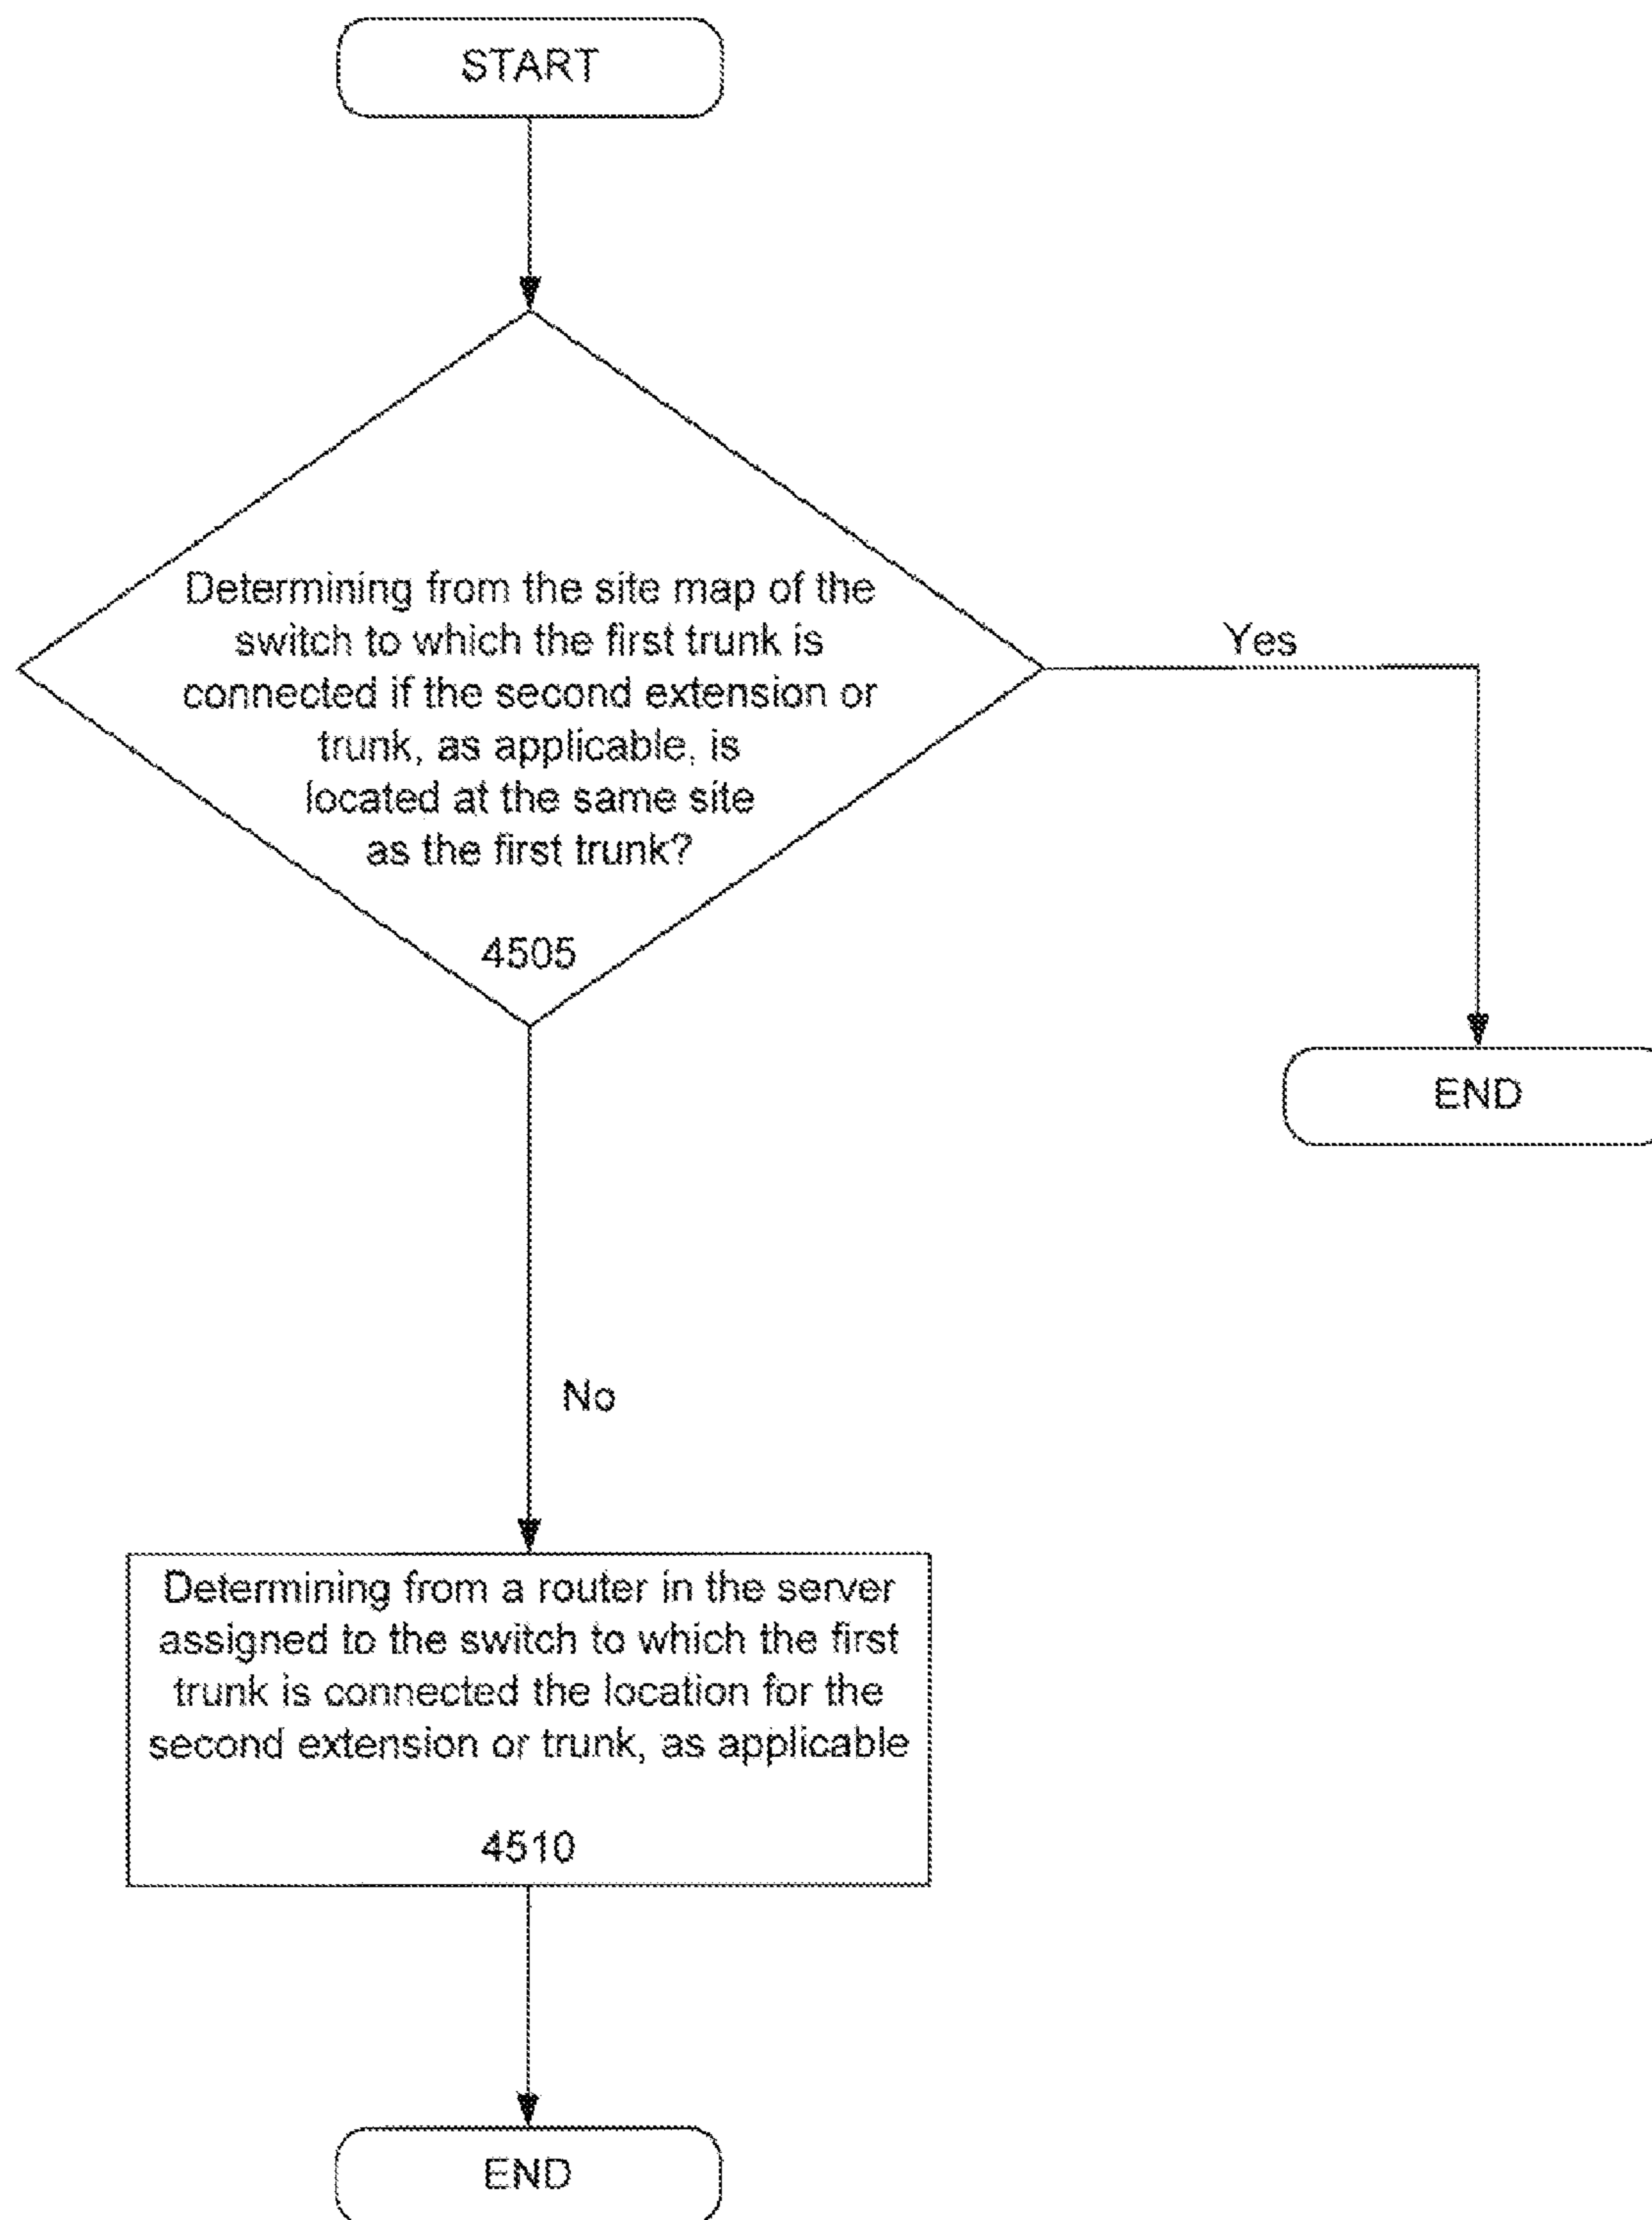 START
Determining from the site map of the
switch to which the first trunk is
connected if the second extension or
trunk, as applicable, is
located at the same site
as the first trunk?
4505
Yes
END
No
Determining from a router in the server
assigned to the switch to which the first
trunk is connected the location for the
second extension or trunk, as applicable
4510
END